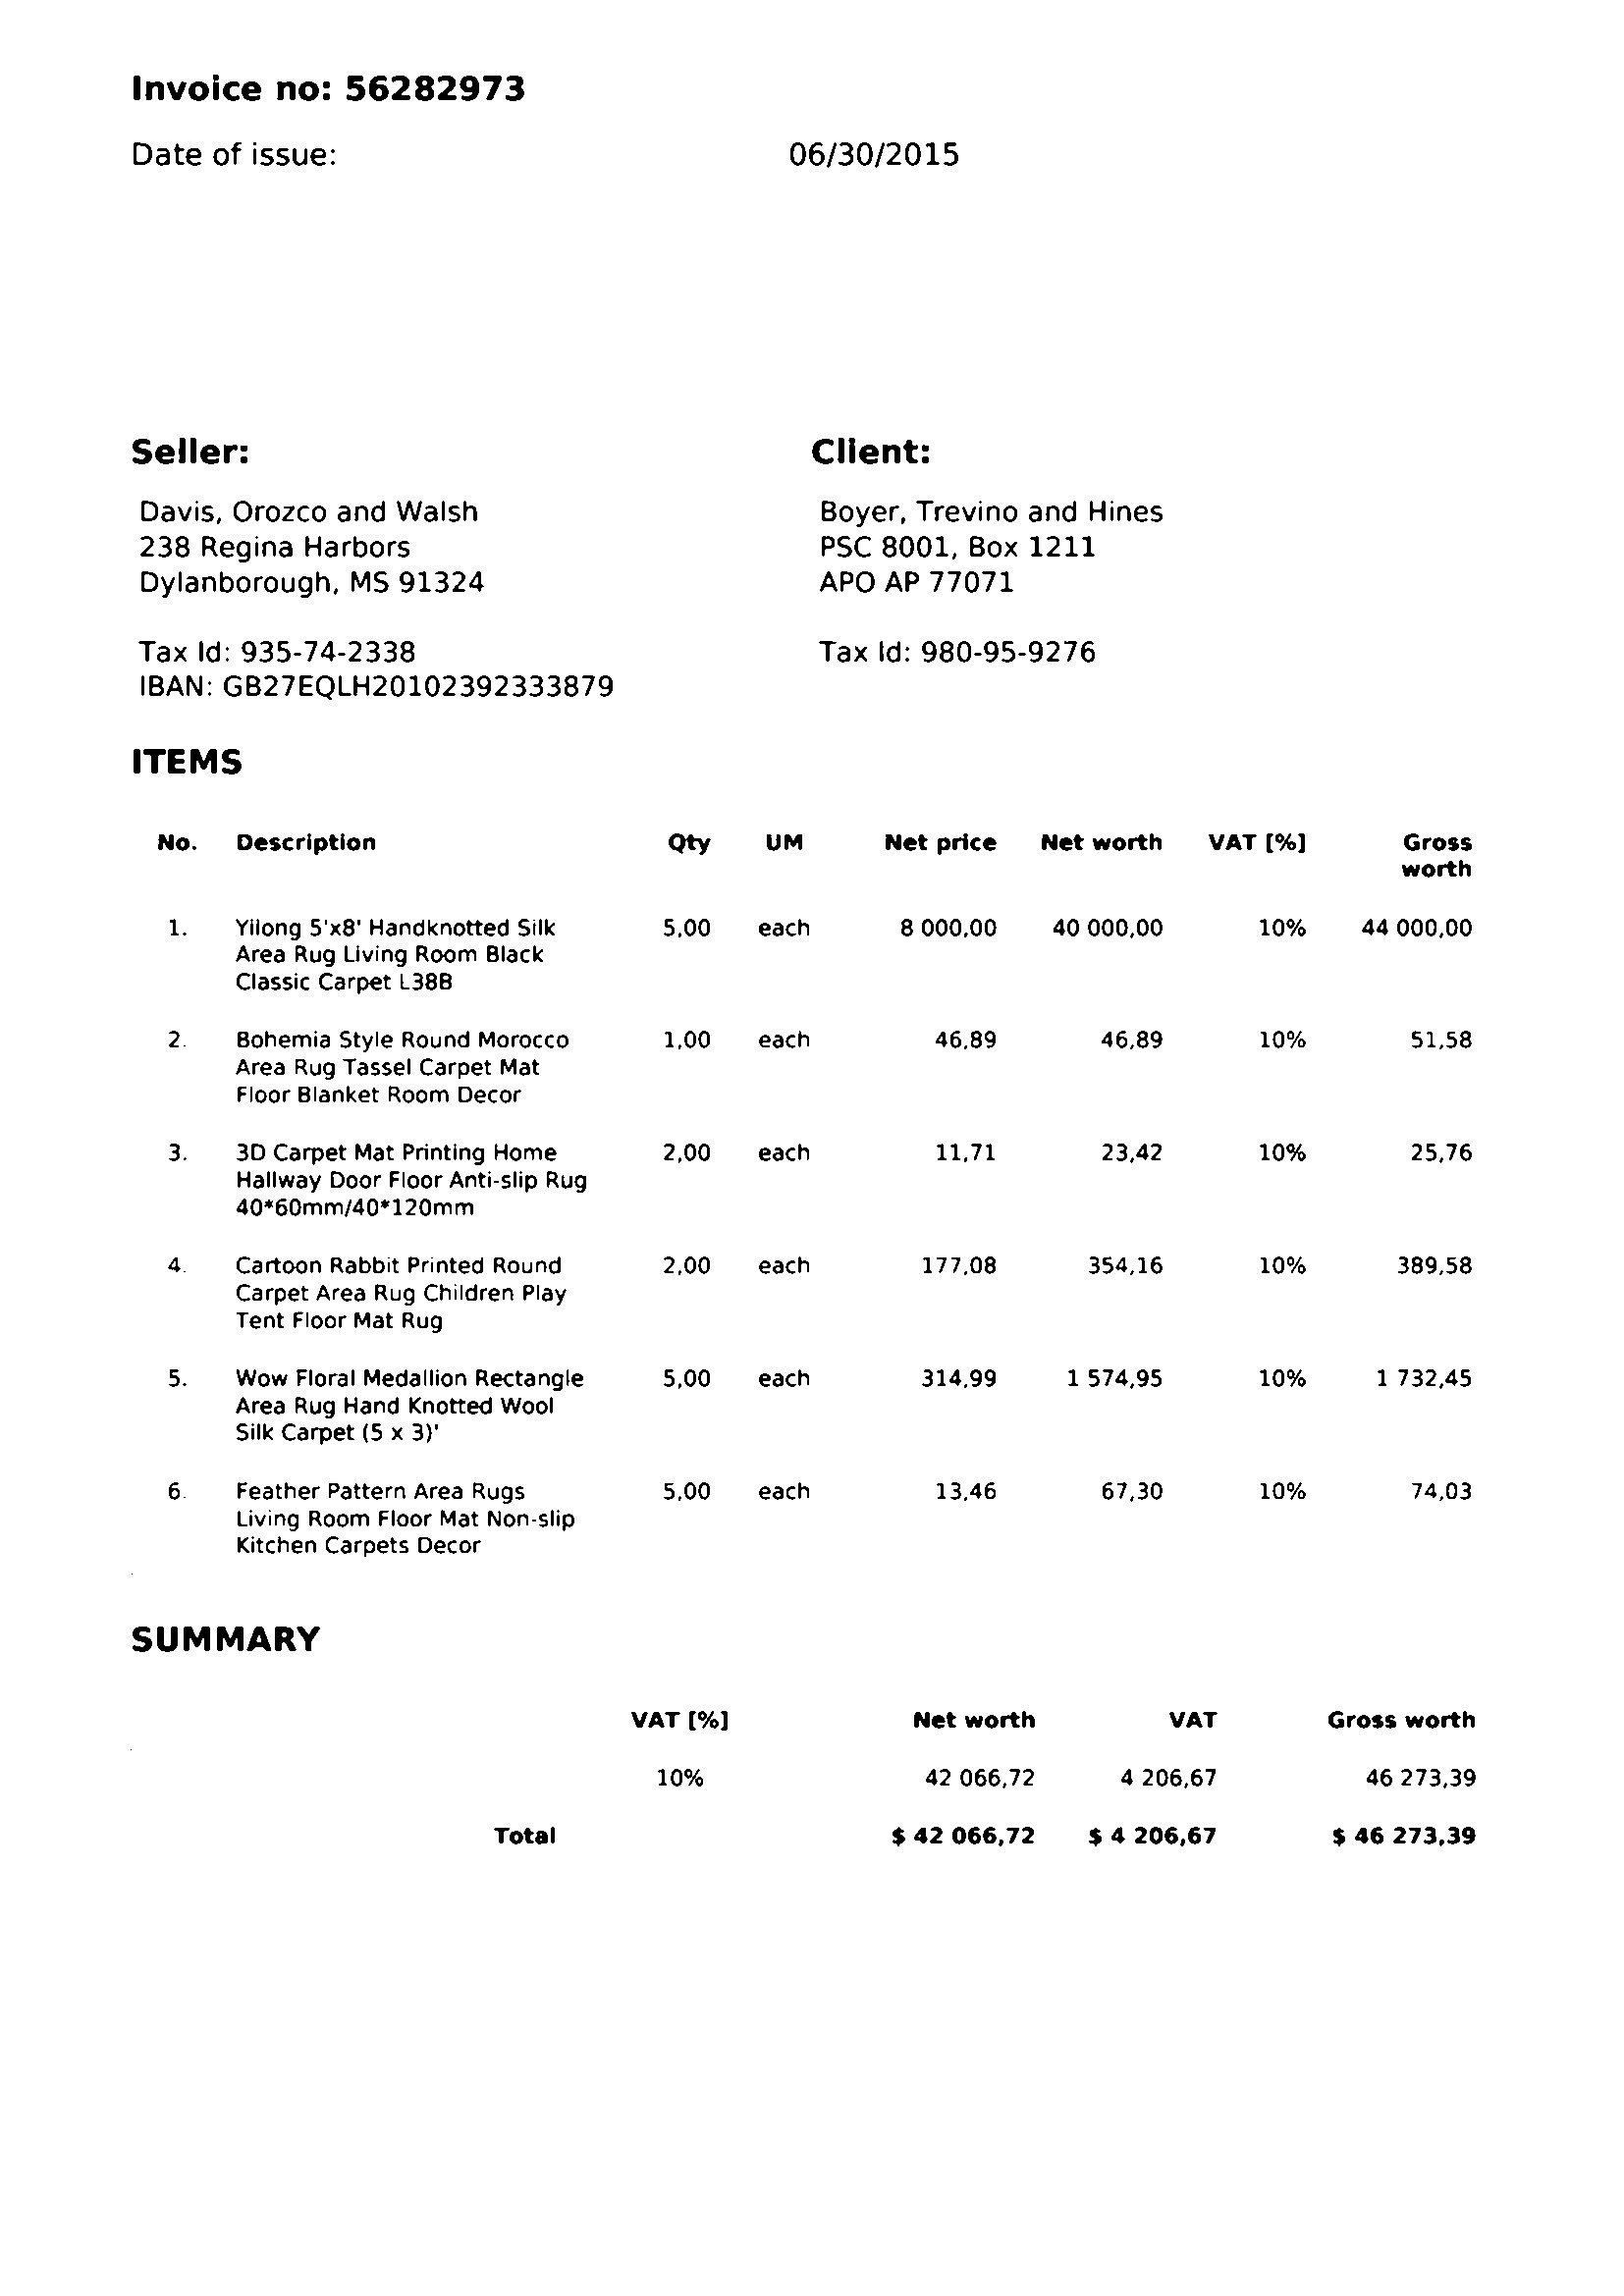 Invoice no: 56282973
Date of issue: 06/30/2015
Seller: Client:
Davis, Orozco and Walsh Boyer, Trevino and Hines
238 Regina Harbors PSC 8001, Box 1211
Dylanborough, MS 91324 APO AP 77071
Tax Id: 935-74-2338 Tax Id: 980-95-9276
IBAN: GB27EQLH20102392333879
ITEMS
No. Description Qty UM Net price Net worth VAT [%] Gross
worth
1. Yilong 5'x8' Handknotted Silk 5,00 each 8 000,00 40 000,00 10% 44 000,00
Area Rug Living Room Black
Classic Carpet L38B
2. Bohemia Style Round Morocco 1,00 each 46,89 46,89 10% 51,58
Area Rug Tassel Carpet Mat
Floor Blanket Room Decor
3. 3D Carpet Mat Printing Home 2,00 each 11,71 23,42 10% 25,76
Hallway Door Floor Anti-slip Rug
40*60mm/40*120mm
4. Cartoon Rabbit Printed Round 2,00 each 177,08 354,16 10% 389,58
Carpet Area Rug Children Play
Tent Floor Mat Rug
5. Wow Floral Medallion Rectangle 5,00 each 314,99 1 574,95 10% 1 732,45
Area Rug Hand Knotted Wool
Silk Carpet (5 x 3)'
6. Feather Pattern Area Rugs 5,00 each 13,46 67,30 10% 74,03
Living Room Floor Mat Non-slip
Kitchen Carpets Decor
SUMMARY
VAT [%] Net worth VAT Gross worth
10% 42 066,72 4 206,67 46 273,39
Total $ 42 066,72 $ 4 206,67 $ 46 273,39